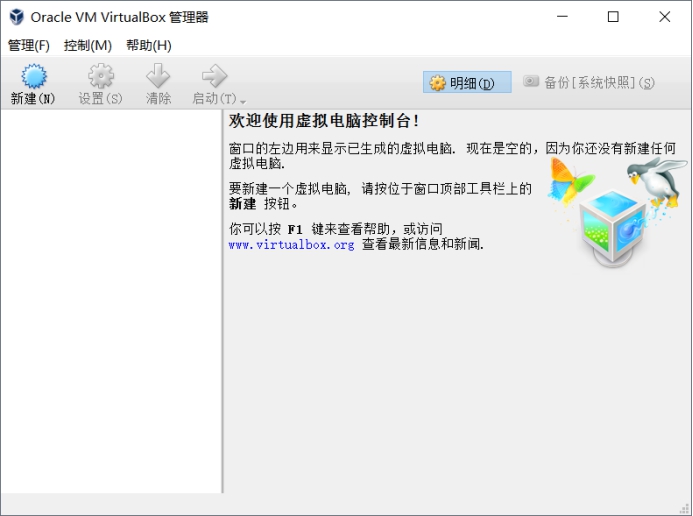 Oracle VM VirtualBox 管理器
管理(F) 控制(M) 帮助(H)
新建(N) 设置(S) 清除 启动(T) 明细(D) 备份[系统快照](S)
欢迎使用虚拟电脑控制台!
窗口的左边用来显示已生成的虚拟电脑. 现在是空的, 因为你还没有新建任何
虚拟电脑.
要新建一个虚拟电脑, 请按位于窗口顶部工具栏上的
新建 按钮。
你可以按 F1 键来查看帮助, 或访问
www.virtualbox.org 查看最新信息和新闻.